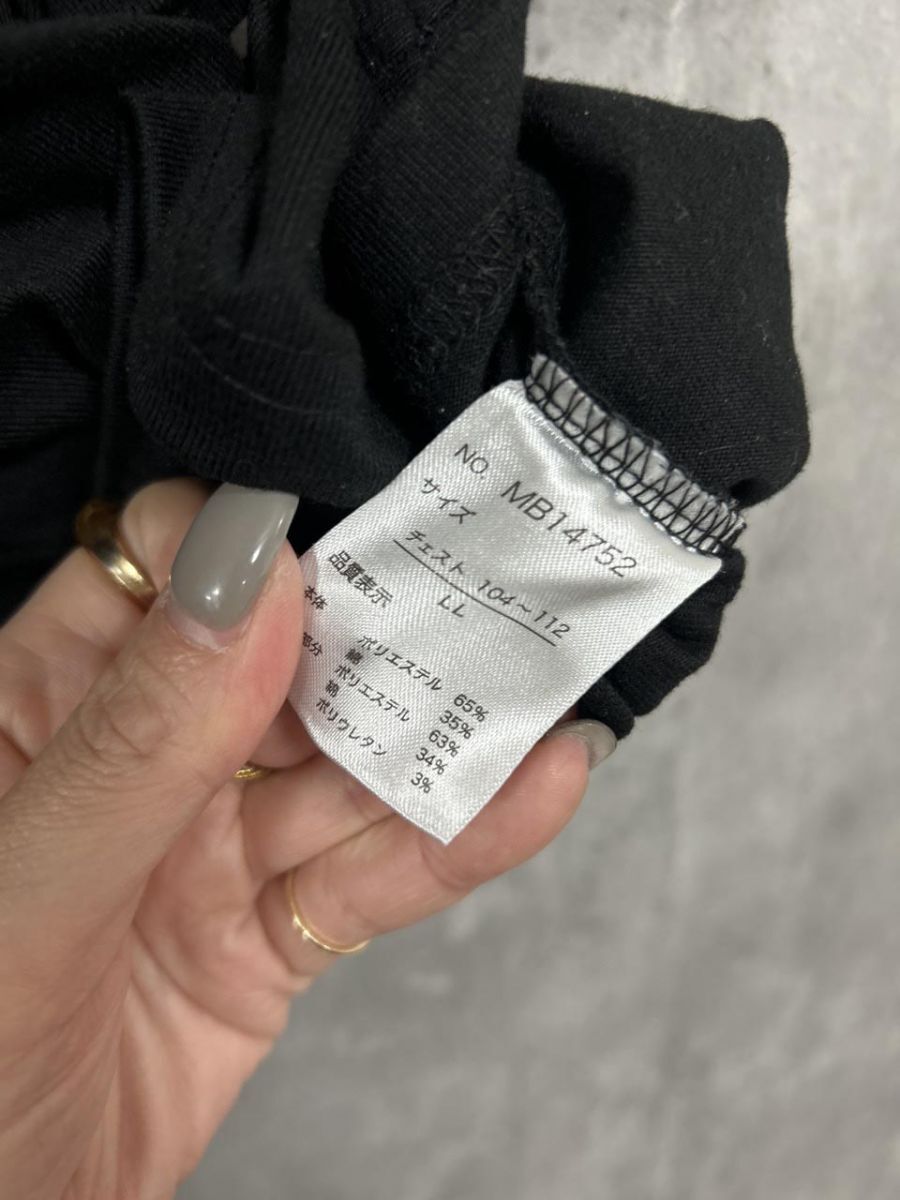 NO. MB14752
サイズ
チェスト 104~112
LL
品質表示
本体 ポリエステル 65%
綿 35%
部分 ポリエステル 63%
綿 34%
ポリウレタン 3%